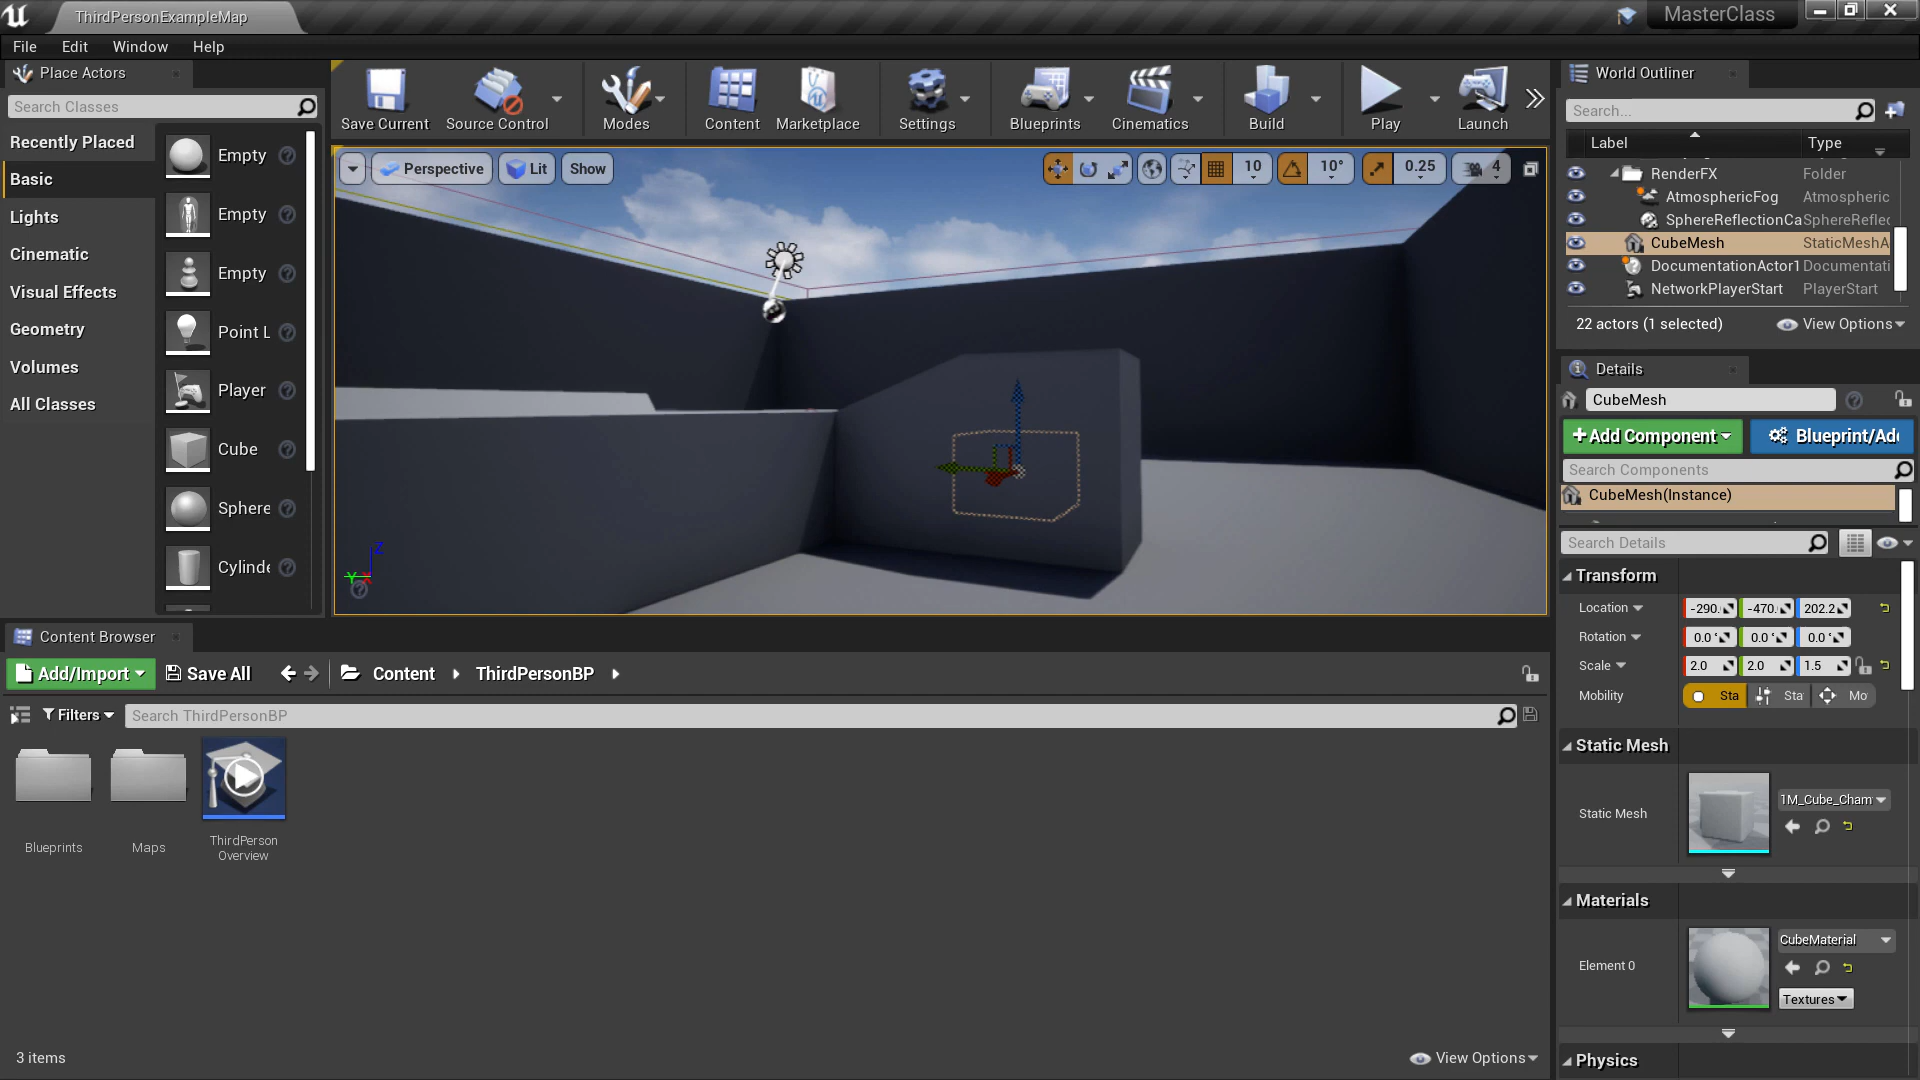 ThirdPersonExampleMap
MasterClass
File Edit Window Help
Place Actors
Search Classes
Recently Placed
Basic
Lights
Cinematic
Visual Effects
Geometry
Volumes
All Classes
Empty
Empty
Empty
Point L
Player
Cube
Sphere
Cylinde
Save Current Source Control Modes Content Marketplace Settings Blueprints Cinematics Build Play Launch
Perspective Lit Show 10 10° 0.25 4
Z
Y X
World Outliner
Search...
Label Type
RenderFX Folder
AtmosphericFog Atmospheric
SphereReflectionCa SphereReflec
CubeMesh StaticMeshA
DocumentationActor1 Documentati
NetworkPlayerStart PlayerStart
22 actors (1 selected) View Options
Details
CubeMesh
+Add Component Blueprint/Ad
Search Components
CubeMesh(Instance)
Search Details
Transform
Location -290. -470. 202.2
Rotation 0.0 ° 0.0 ° 0.0 °
Scale 2.0 2.0 1.5
Mobility Sta Sta Mo
Static Mesh
Static Mesh 1M_Cube_Cham
Materials
Element 0 CubeMaterial
Textures
Physics
Content Browser
Add/Import Save All Content ThirdPersonBP
Filters Search ThirdPersonBP
Blueprints
Maps
ThirdPerson
Overview
3 items View Options